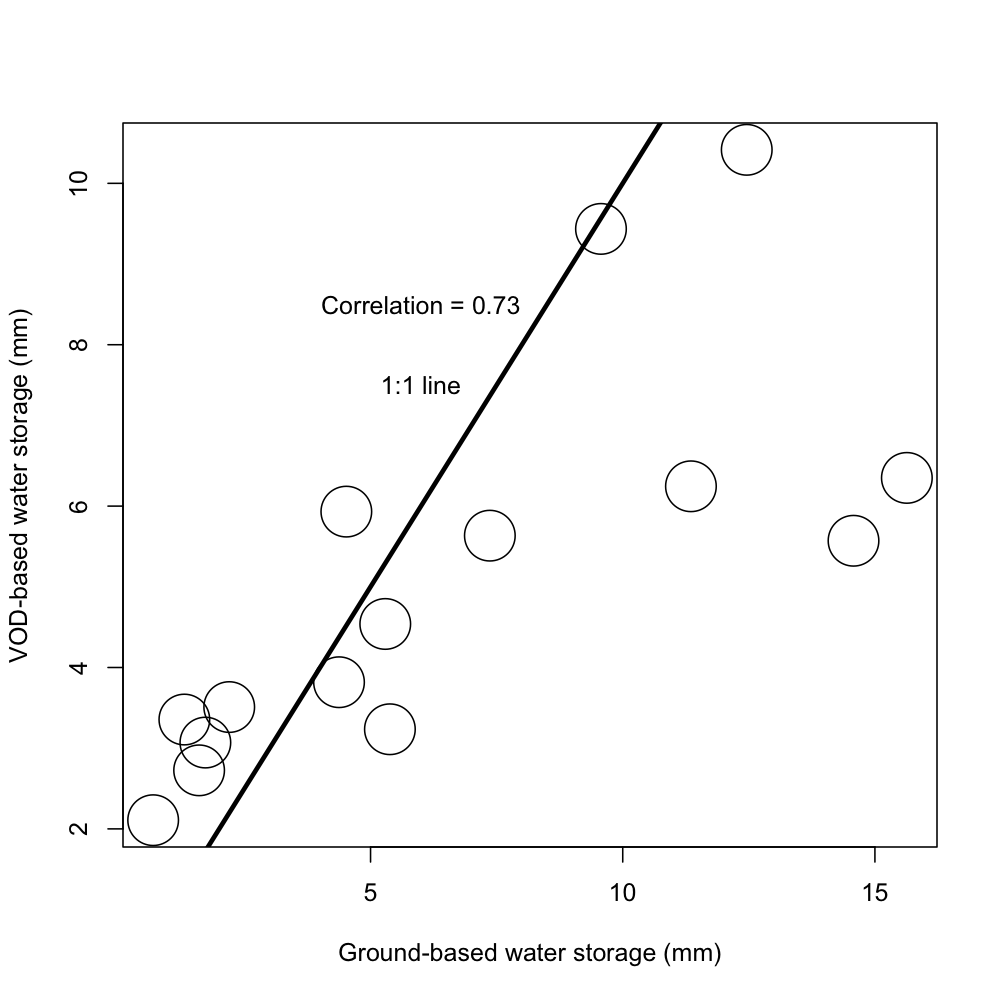 10
8
6
4
2
VOD-based water storage (mm)
Correlation = 0.73
1:1 line
5
10
15
Ground-based water storage (mm)